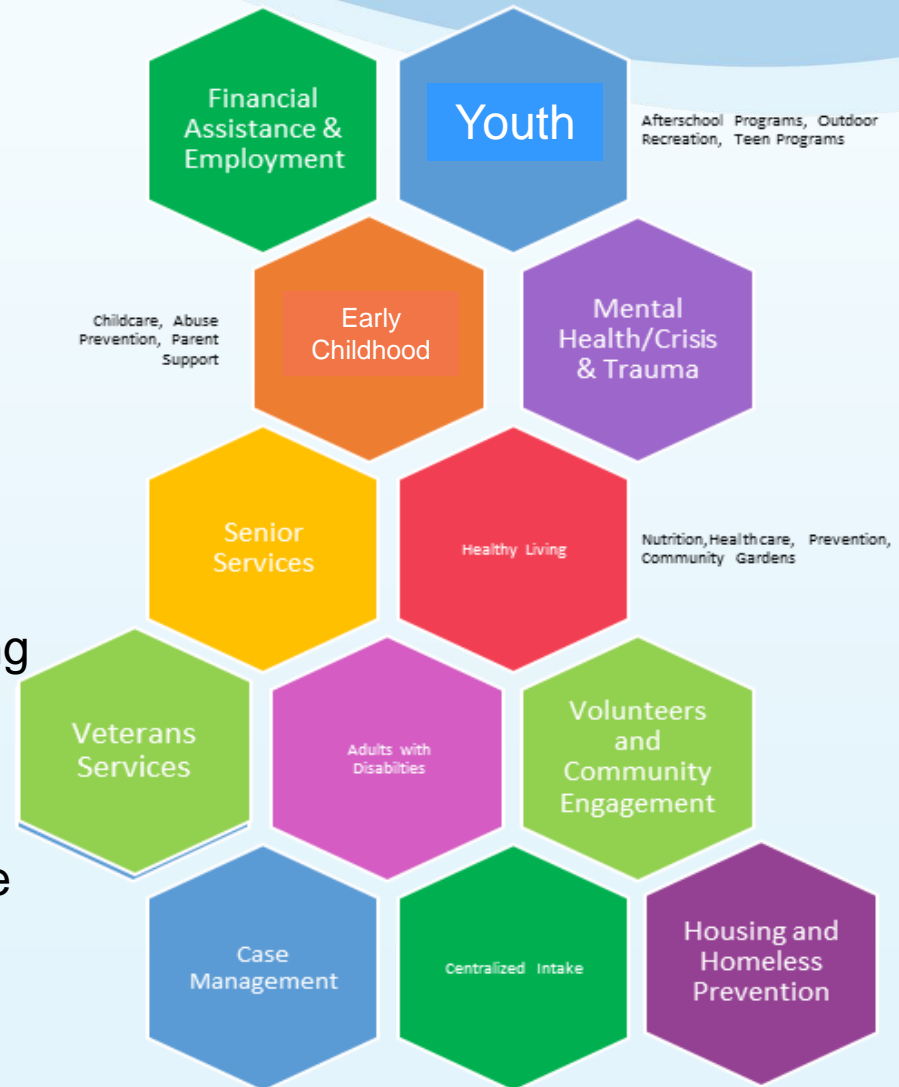 Financial
Assistance &
Employment
Youth
Afterschool Programs, Outdoor
Recreation, Teen Programs
Childcare, Abuse
Prevention, Parent
Support
Early
Childhood
Mental
Health/Crisis
& Trauma
Senior
Services
Healthy Living
Nutrition,Healthcare, Prevention,
Community Gardens
Veterans
Services
Adults with
Disabilties
Volunteers
and
Community
Engagement
Case
Management
Centralized Intake
Housing and
Homeless
Prevention